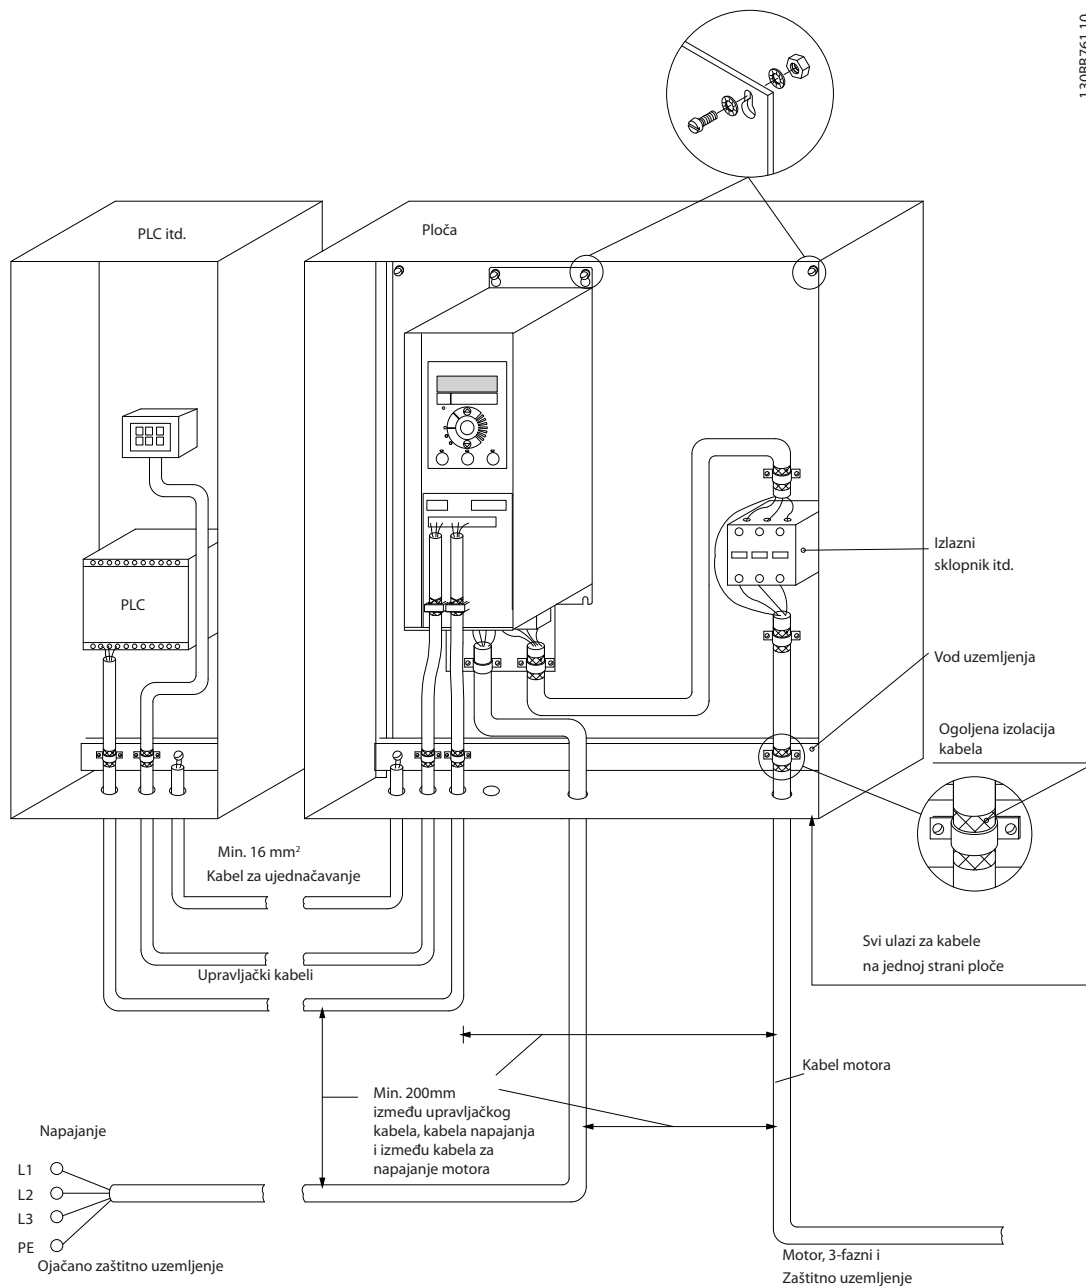 130BB761.10
PLC itd.
Ploča
PLC
Izlazni
sklopnik itd.
Vod uzemljenja
Ogoljena izolacija
kabela
Min. 16 mm²
Kabel za ujednačavanje
Svi ulazi za kabele
na jednoj strani ploče
Upravljački kabeli
Kabel motora
Min. 200mm
između upravljačkog
kabela, kabela napajanja
i između kabela za
napajanje motora
Napajanje
L1
L2
L3
PE
Ojačano zaštitno uzemljenje
Motor, 3-fazni i
Zaštitno uzemljenje